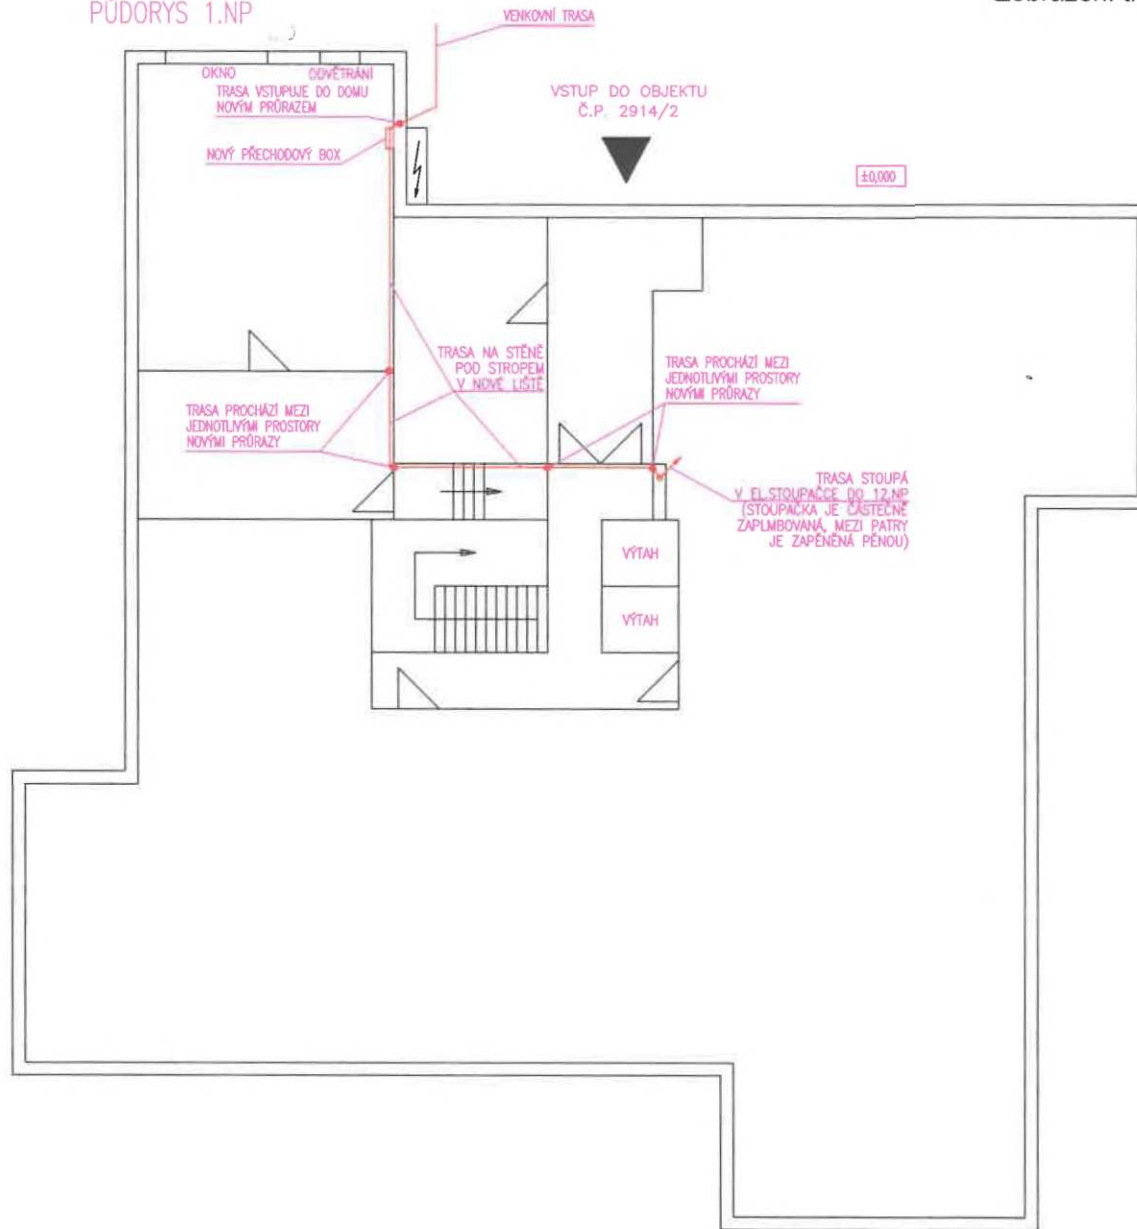 PŮDORYS 1.NP
VENKOVNÍ TRASA
OKNO
ODVĚTRÁNÍ
TRASA VSTUPUJE DO DOMU
NOVÝM PRŮRAZEM
VSTUP DO OBJEKTU
Č.P. 2914/2
NOVÝ PŘECHODOVÝ BOX
±0,000
TRASA NA STĚNĚ
POD STROPEM
V NOVÉ LIŠTĚ
TRASA PROCHÁZÍ MEZI
JEDNOTLIVÝMI PROSTORY
NOVÝMI PRŮRAZY
TRASA PROCHÁZÍ MEZI
JEDNOTLIVÝMI PROSTORY
NOVÝMI PRŮRAZY
TRASA STOUPÁ
V EL.STOUPAČCE DO 12.NP
(STOUPAČKA JE ČÁSTEČNĚ
ZAPLMBOVANÁ, MEZI PATRY
JE ZAPĚNĚNÁ PĚNOU)
VÝTAH
VÝTAH